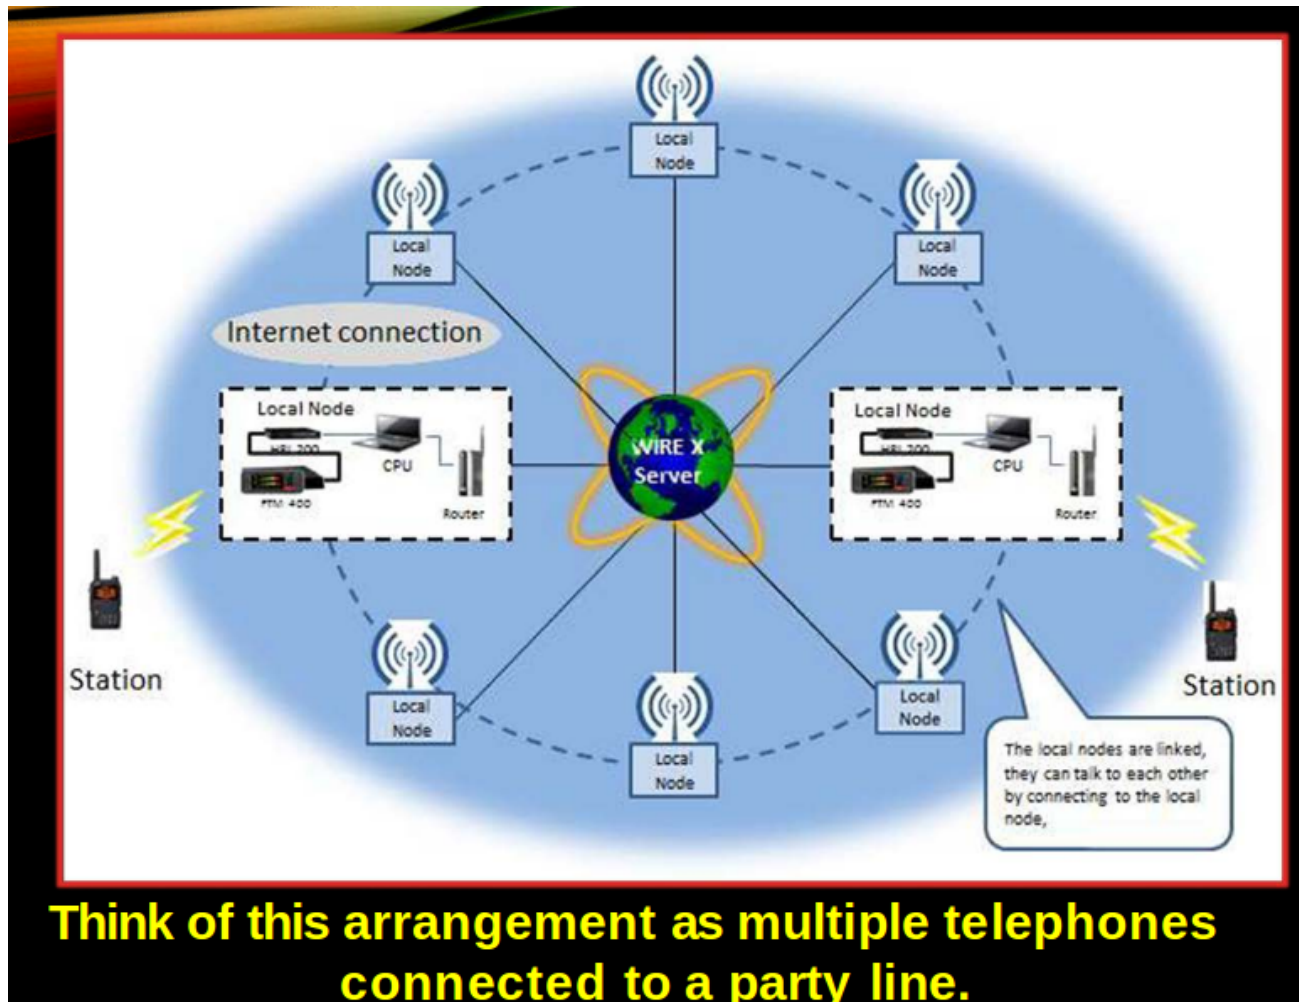 Local
Node
Local
Node
Local
Node
Internet connection
Local Node
CPU
Router
WIRE X
Server
Local Node
CPU
Router
Station
Station
Local
Node
Local
Node
Local
Node
The local nodes are linked,
they can talk to each other
by connecting to the local
node,
Think of this arrangement as multiple telephones
connected to a party line.